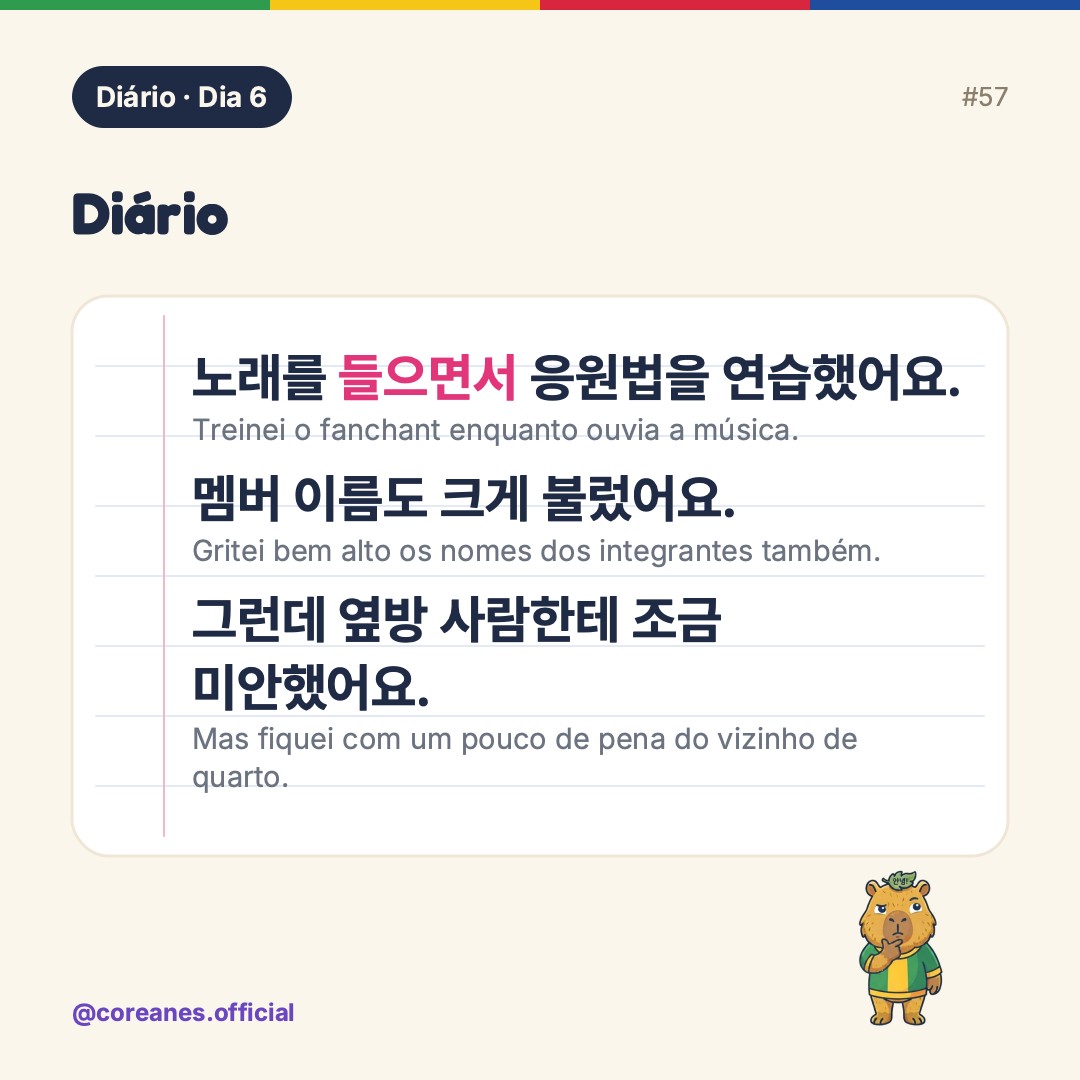 Diário · Dia 6
#57
Diário
노래를 들으면서 응원법을 연습했어요.
Treinei o fanchant enquanto ouvia a música.
멤버 이름도 크게 불렀어요.
Gritei bem alto os nomes dos integrantes também.
그런데 옆방 사람한테 조금
미안했어요.
Mas fiquei com um pouco de pena do vizinho de
quarto.
안녕!
@coreanes.official